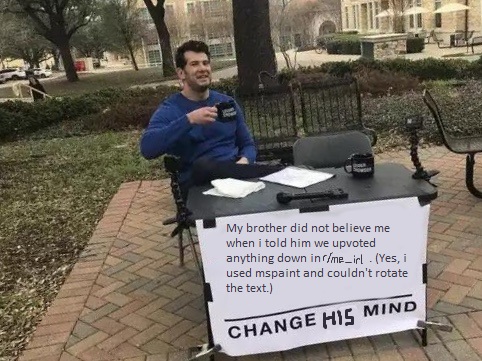 My brother did not believe me
when i told him we upvoted
anything down in r/me_irl . (Yes, i
used mspaint and couldn't rotate
the text.)
CHANGE HIS MIND